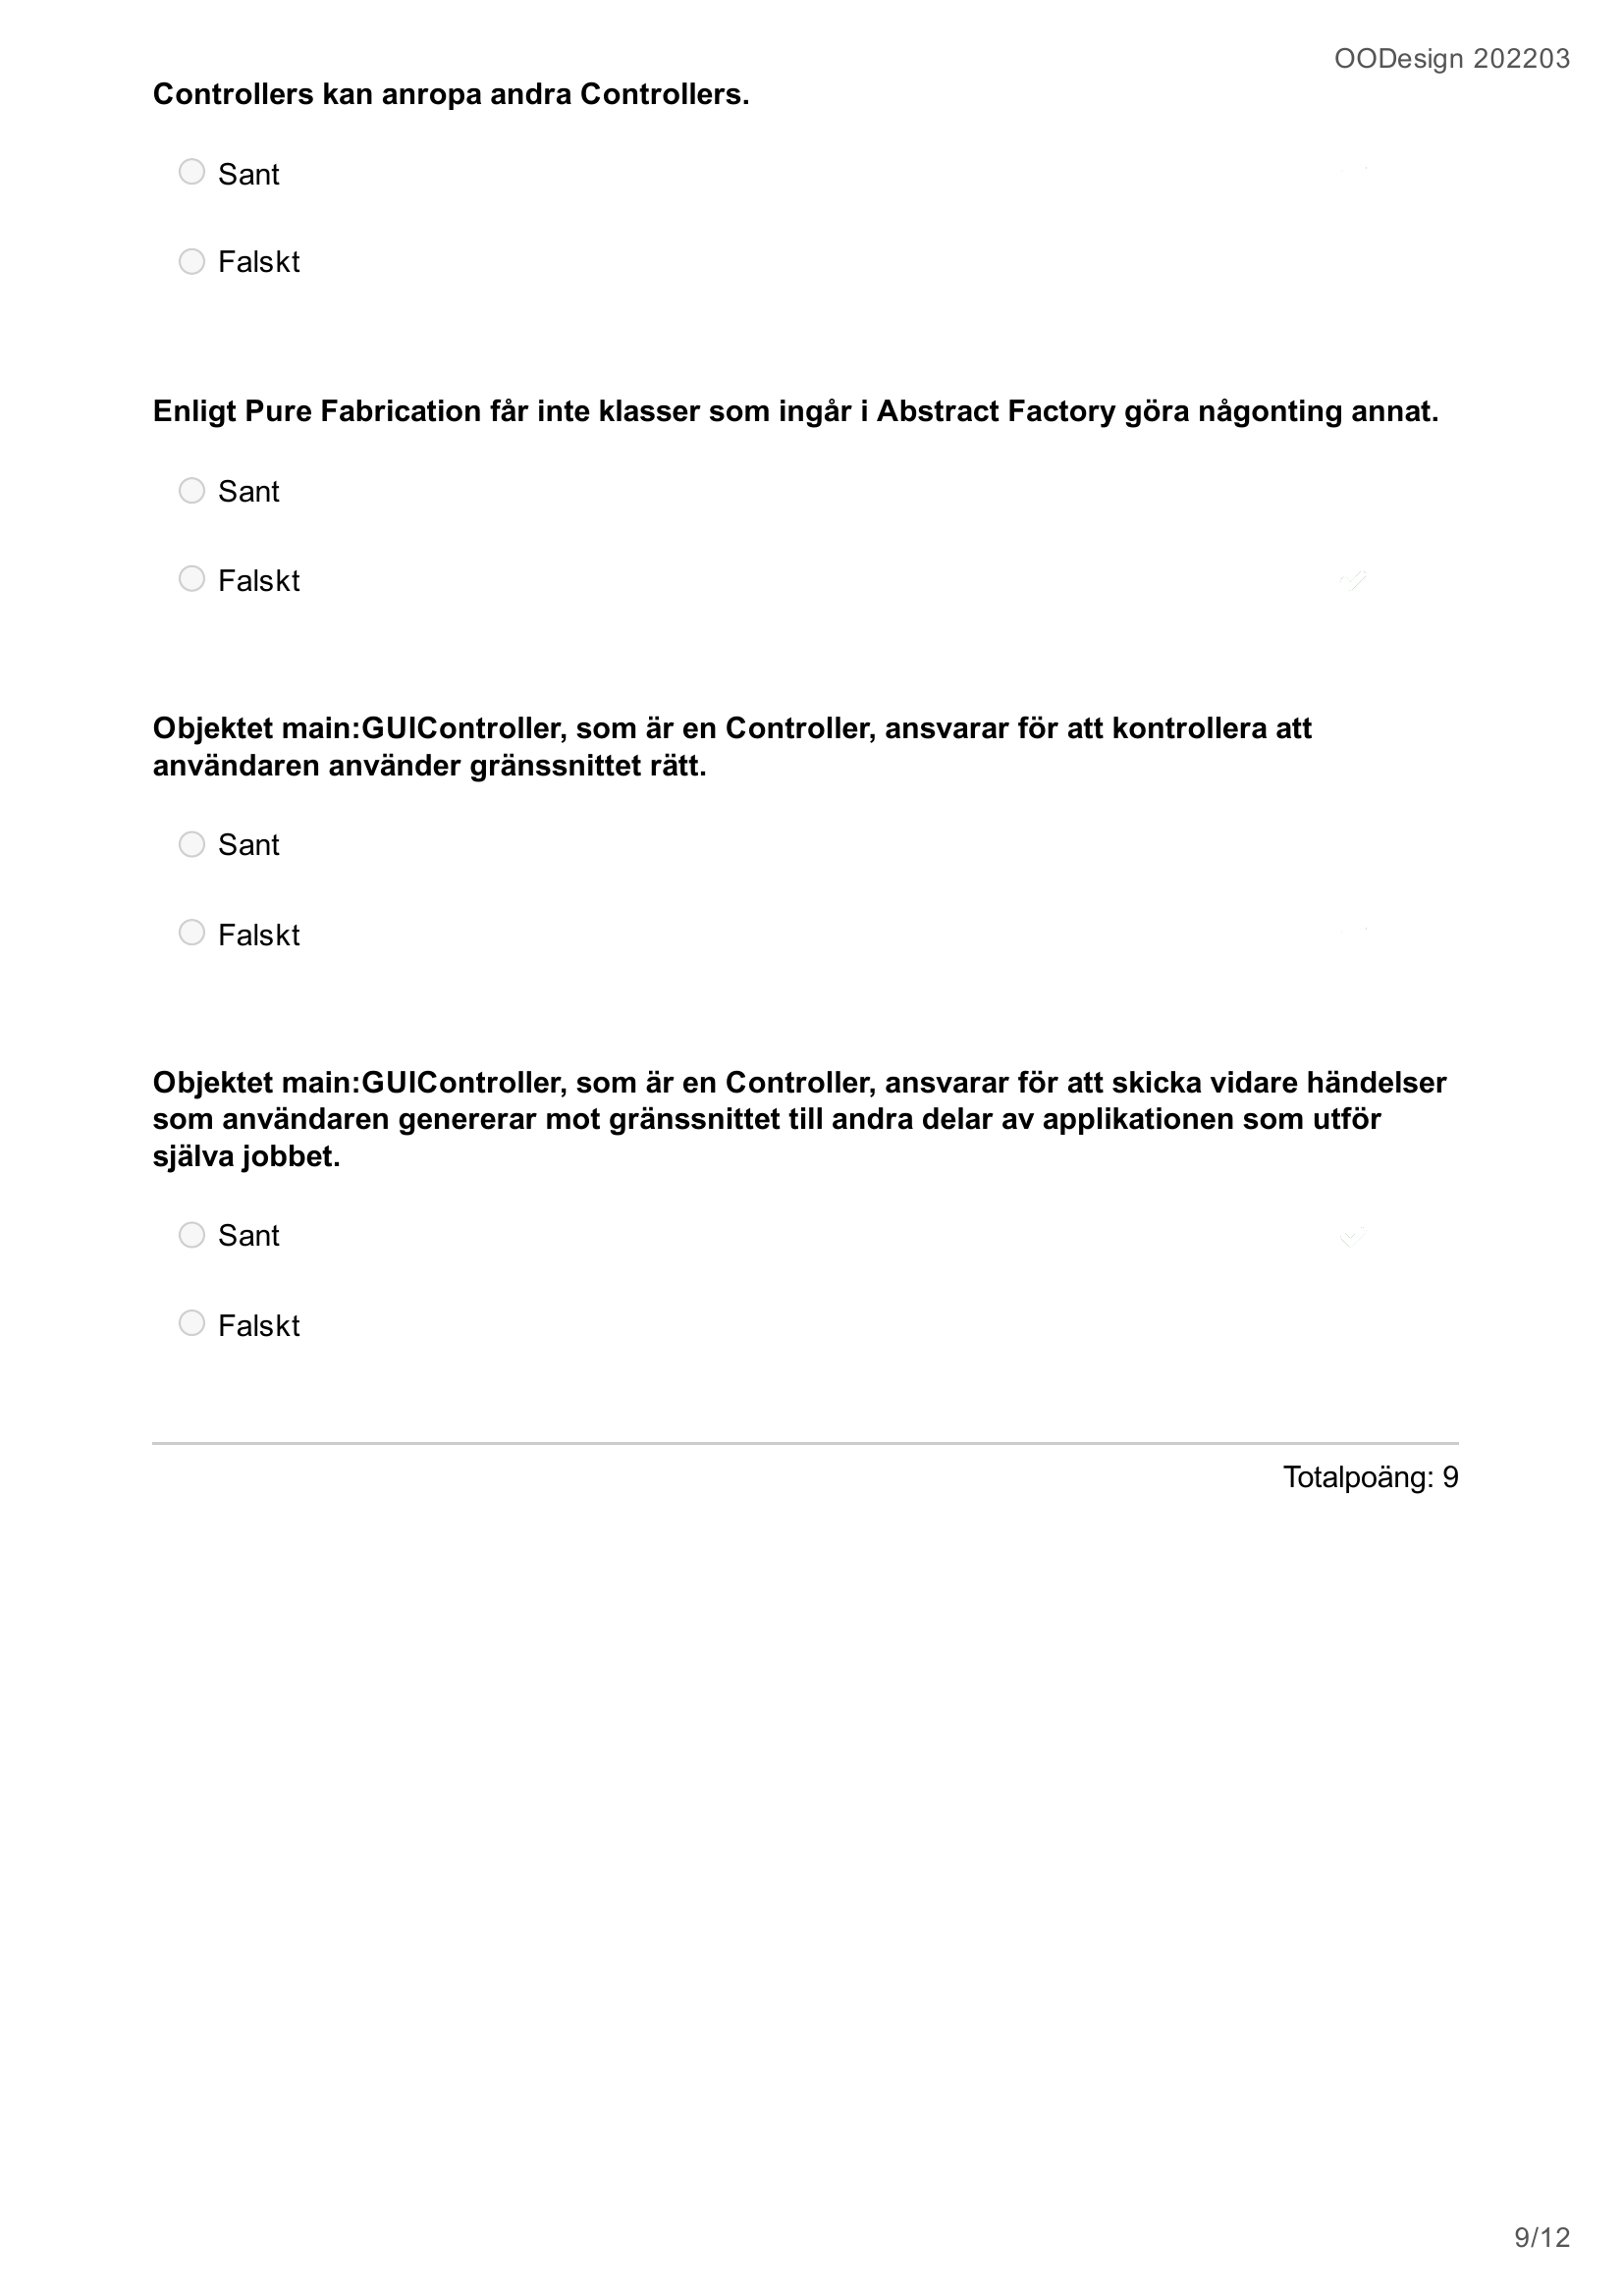 OODesign 202203
Controllers kan anropa andra Controllers.
Sant
Falskt
Enligt Pure Fabrication får inte klasser som ingår i Abstract Factory göra någonting annat.
Sant
Falskt
Objektet main:GUIController, som är en Controller, ansvarar för att kontrollera att
användaren använder gränssnittet rätt.
Sant
Falskt
Objektet main:GUIController, som är en Controller, ansvarar för att skicka vidare händelser
som användaren genererar mot gränssnittet till andra delar av applikationen som utför
själva jobbet.
Sant
Falskt
Totalpoäng: 9
9/12